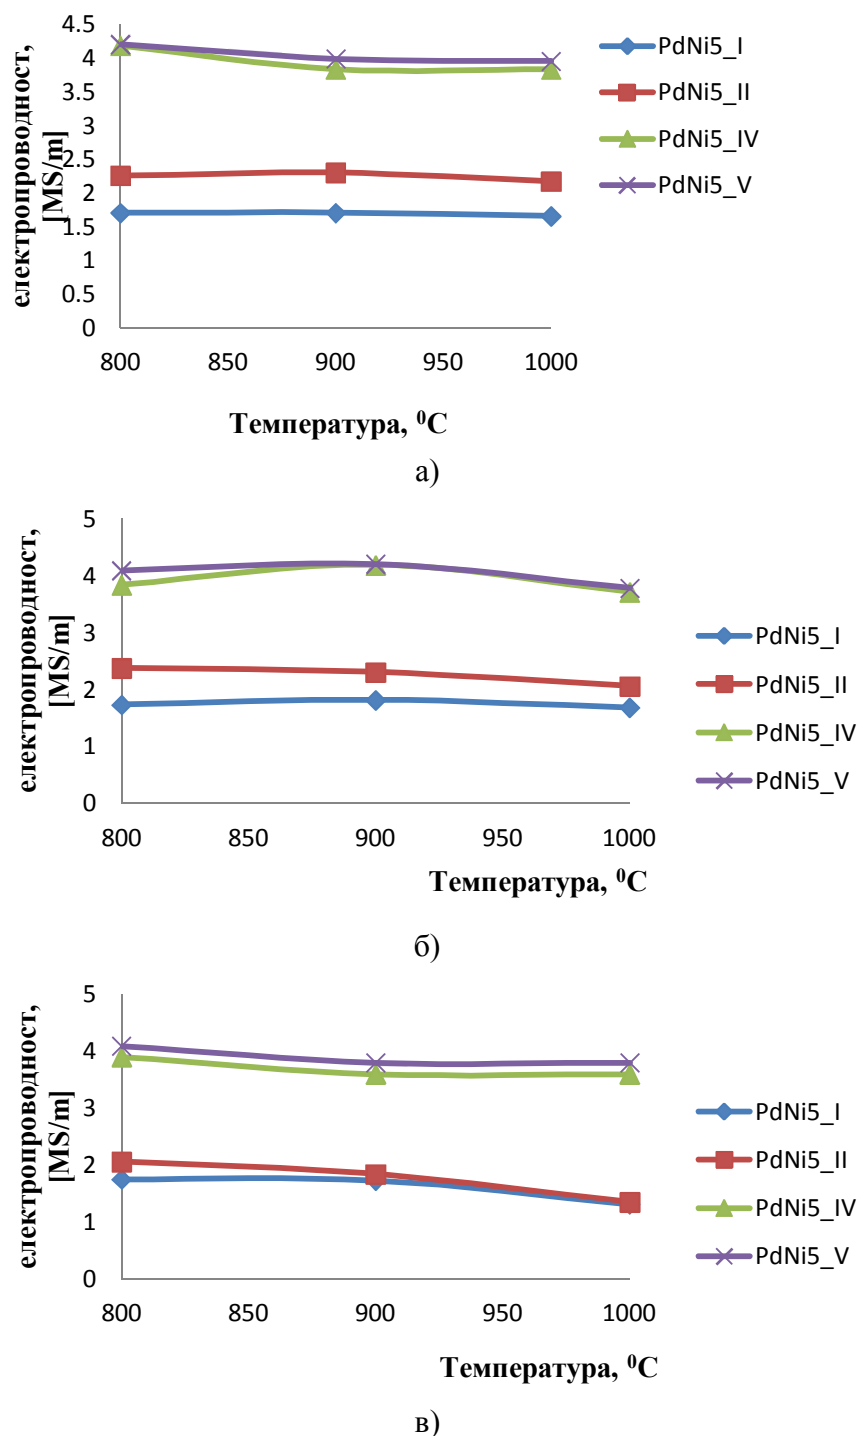 електропроводност,
[MS/m]
4.5
4
3.5
3
2.5
2
1.5
1
0.5
0
800 850 900 950 1000
Температура, ⁰C
PdNi5_I
PdNi5_II
PdNi5_IV
PdNi5_V
а)
електропроводност,
[MS/m]
5
4
3
2
1
0
800 850 900 950 1000
Температура, ⁰C
PdNi5_I
PdNi5_II
PdNi5_IV
PdNi5_V
б)
електропроводност,
[MS/m]
5
4
3
2
1
0
800 850 900 950 1000
Температура, ⁰C
PdNi5_I
PdNi5_II
PdNi5_IV
PdNi5_V
в)